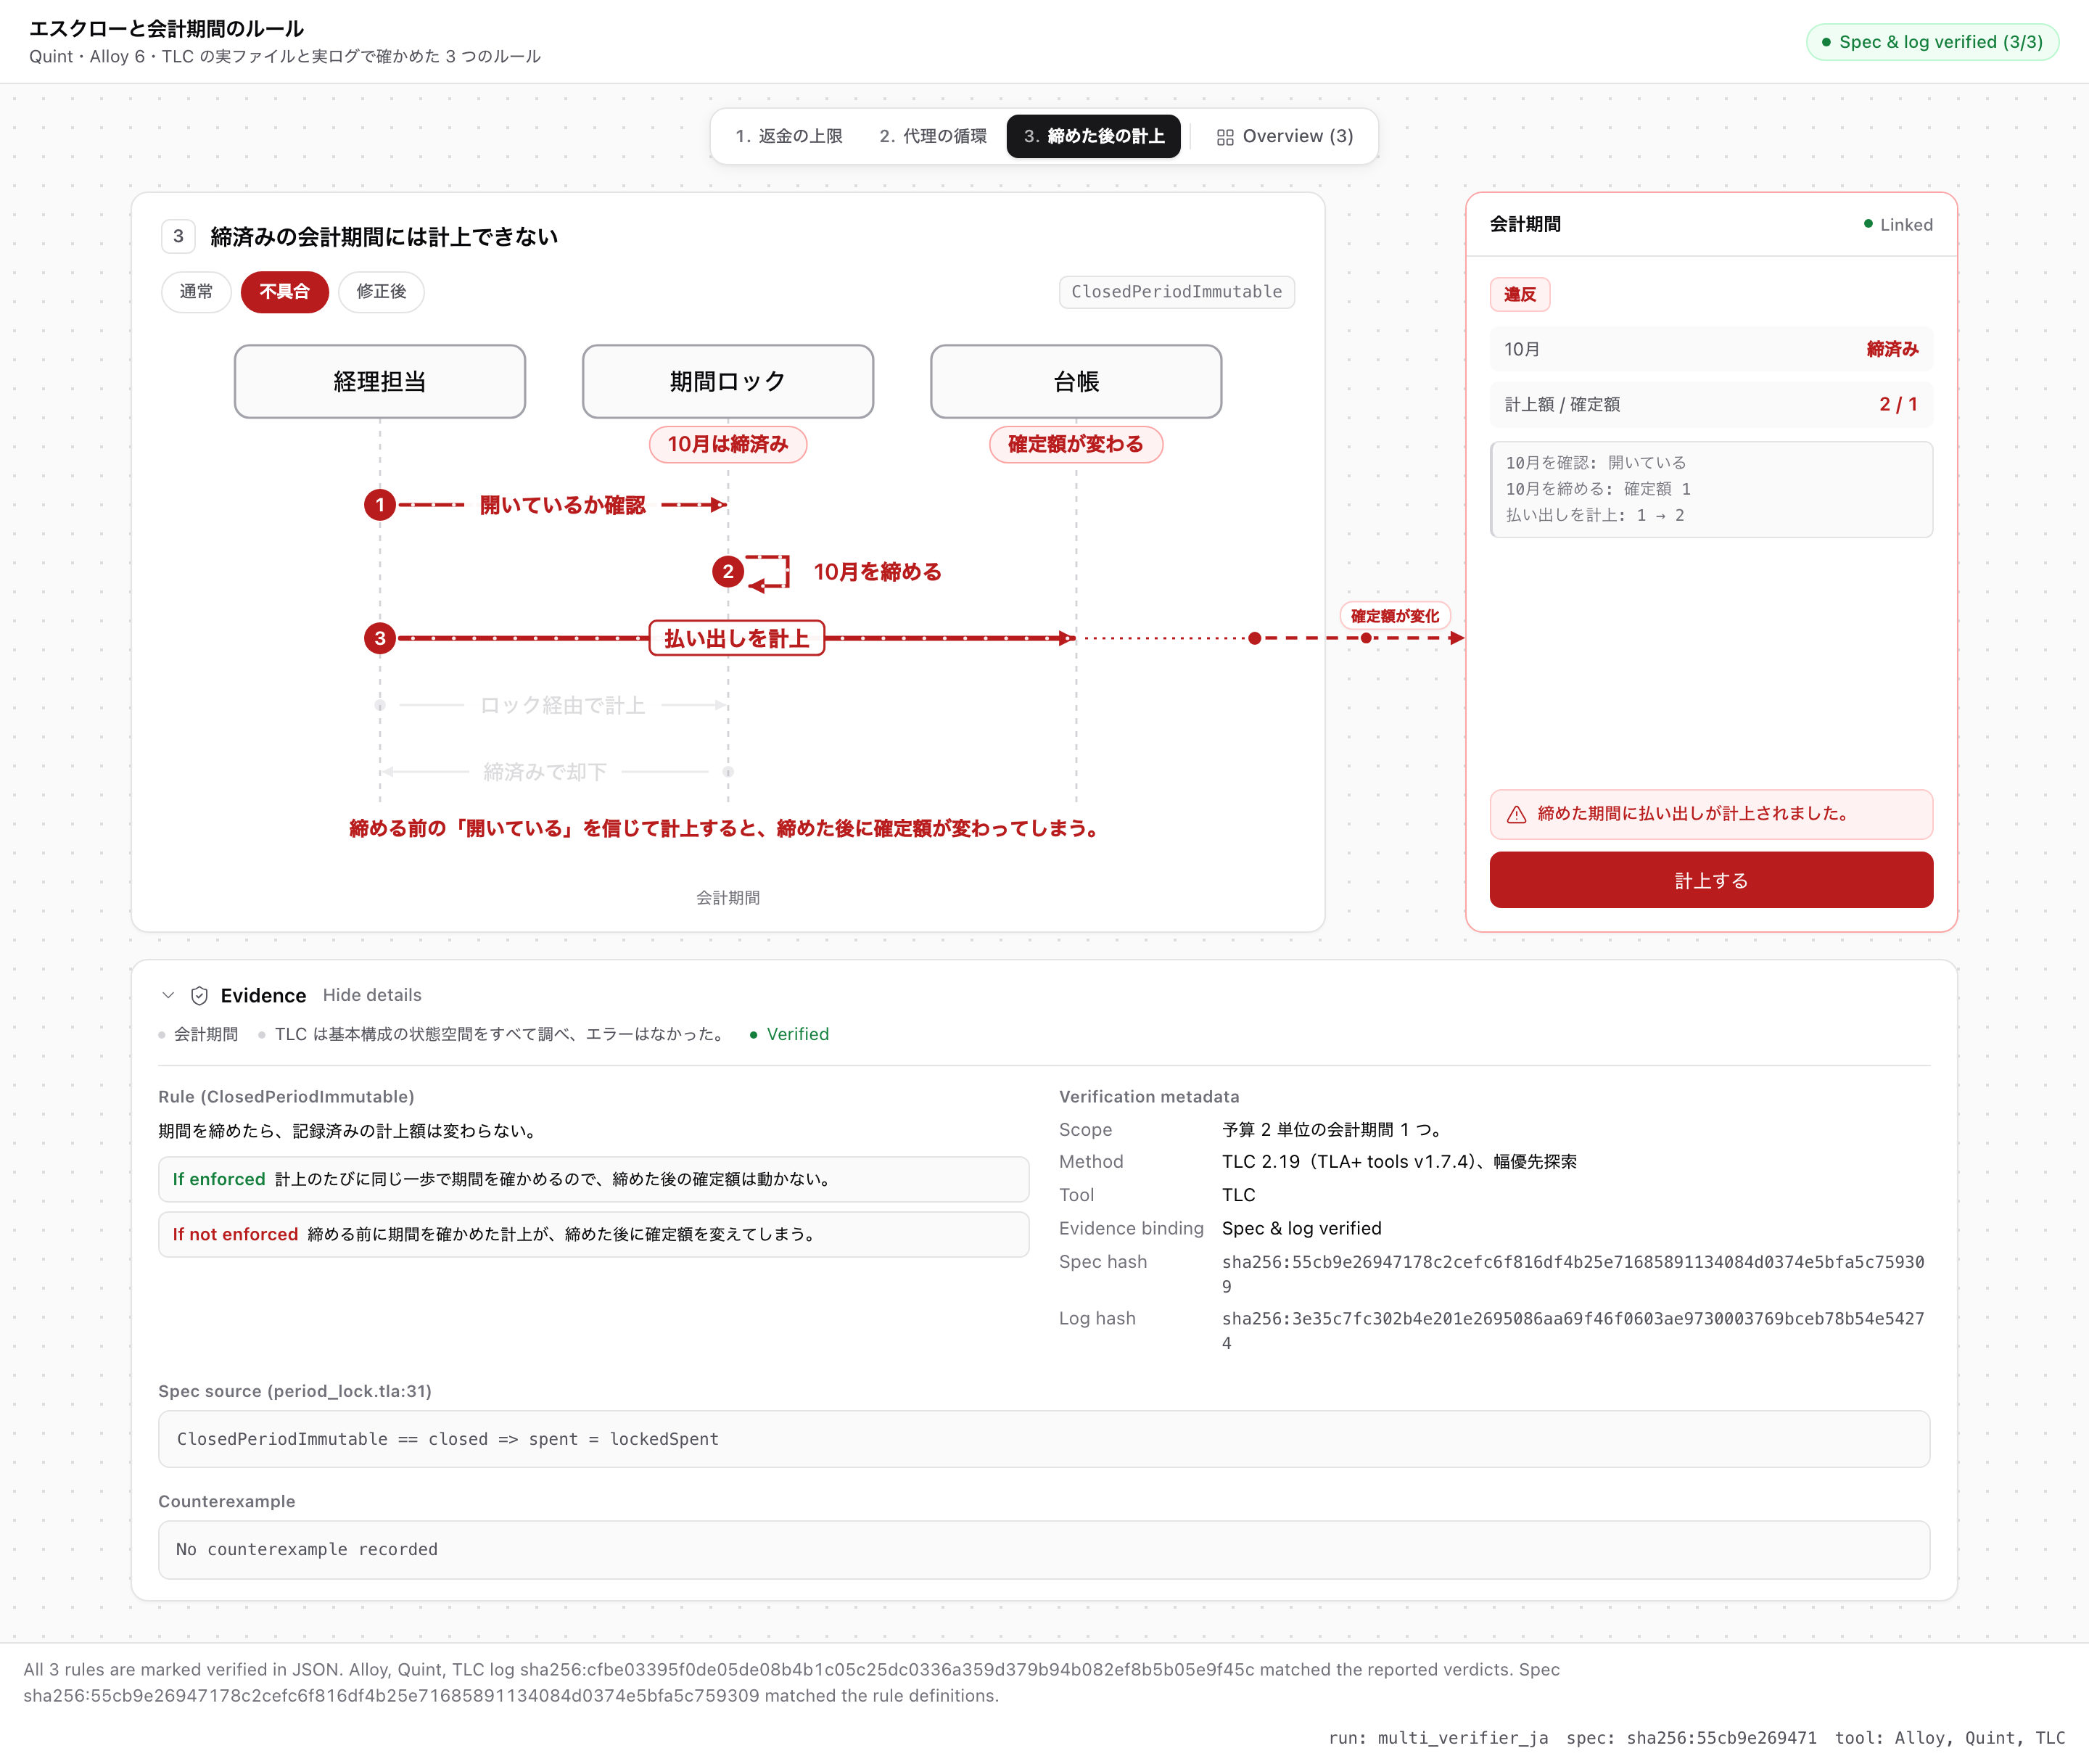 エスクローと会計期間のルール
Quint・Alloy 6・TLC の実ファイルと実ログで確かめた 3 つのルール
Spec & log verified (3/3)
1. 返金の上限
2. 代理の循環
3. 締めた後の計上
Overview (3)
3 締済みの会計期間には計上できない
通常 不具合 修正後
ClosedPeriodImmutable
経理担当 期間ロック 台帳
10月は締済み 確定額が変わる
1 開いているか確認
2 10月を締める
3 払い出しを計上
確定額が変化
ロック経由で計上
締済みで却下
締める前の「開いている」を信じて計上すると、締めた後に確定額が変わってしまう。
会計期間
会計期間 Linked
違反
10月 締済み
計上額 / 確定額 2 / 1
10月を確認: 開いている
10月を締める: 確定額 1
払い出しを計上: 1 → 2
締めた期間に払い出しが計上されました。
計上する
Evidence Hide details
会計期間 TLC は基本構成の状態空間をすべて調べ、エラーはなかった。 Verified
Rule (ClosedPeriodImmutable)
期間を締めたら、記録済みの計上額は変わらない。
If enforced 計上のたびに同じ一歩で期間を確かめるので、締めた後の確定額は動かない。
If not enforced 締める前に期間を確かめた計上が、締めた後に確定額を変えてしまう。
Verification metadata
Scope 予算 2 単位の会計期間 1 つ。
Method TLC 2.19（TLA+ tools v1.7.4）、幅優先探索
Tool TLC
Evidence binding Spec & log verified
Spec hash sha256:55cb9e26947178c2cefc6f816df4b25e71685891134084d0374e5bfa5c75930
9
Log hash sha256:3e35c7fc302b4e201e2695086aa69f46f0603ae9730003769bceb78b54e5427
4
Spec source (period_lock.tla:31)
ClosedPeriodImmutable == closed => spent = lockedSpent
Counterexample
No counterexample recorded
All 3 rules are marked verified in JSON. Alloy, Quint, TLC log sha256:cfbe03395f0de05de08b4b1c05c25dc0336a359d379b94b082ef8b5b05e9f45c matched the reported verdicts. Spec
sha256:55cb9e26947178c2cefc6f816df4b25e71685891134084d0374e5bfa5c759309 matched the rule definitions.
run: multi_verifier_ja spec: sha256:55cb9e269471 tool: Alloy, Quint, TLC